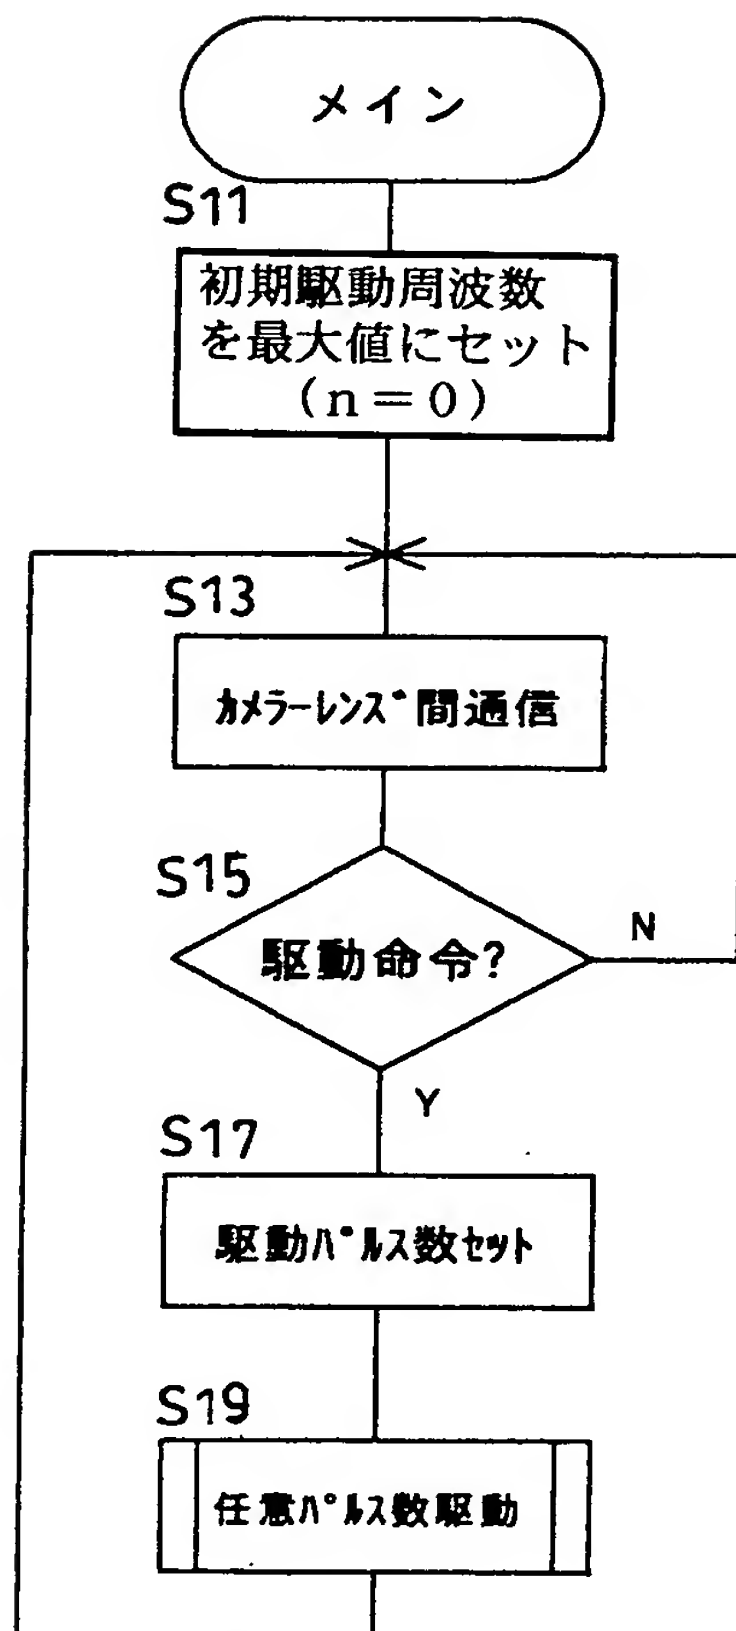 メイン
S11
初期駆動周波数
を最大値にセット
(n=0)
S13
ｶﾒﾗｰﾚﾝｽﾞ間通信
S15
駆動命令?
N
Y
S17
駆動ﾊﾟﾙｽ数ｾｯﾄ
S19
任意ﾊﾟﾙｽ数駆動